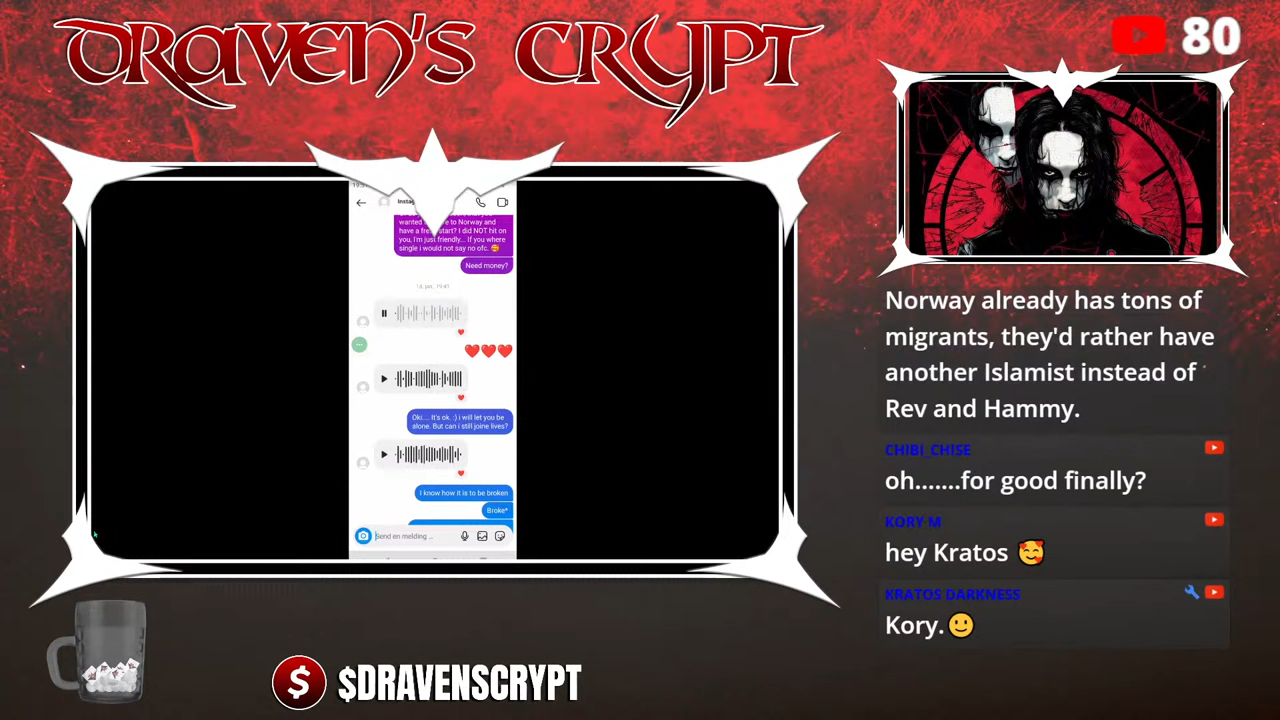 DRAVEN'S CRYPT
80
wanted
to Norway and
have a fre
start? I did NOT hit on
you, I'm just friendly... If you where
single i would not say no ofc. 🥰
Need money?
❤️❤️❤️
Oki.... It's ok. :) i will let you be
alone. But can i still joine lives?
I know how it is to be broken
Broke*
Send en melding ...
Norway already has tons of
migrants, they'd rather have
another Islamist instead of
Rev and Hammy.
CHIBI_CHISE
oh.......for good finally?
KORY M
hey Kratos 🥰
KRATOS DARKNESS
Kory.🙂
$ $DRAVENSCRYPT